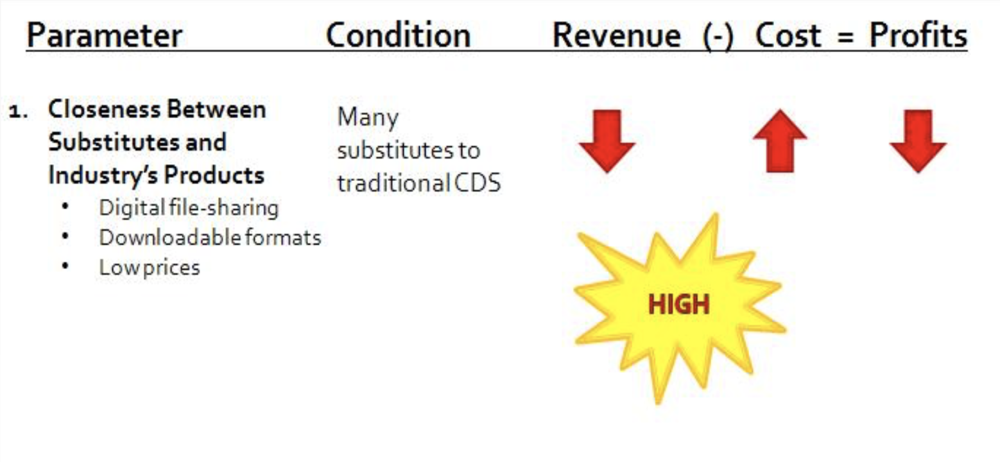 Parameter Condition Revenue (-) Cost = Profits
1. Closeness Between
Substitutes and
Industry's Products
• Digital file-sharing
• Downloadable formats
• Low prices
Many
substitutes to
traditional CDS
HIGH